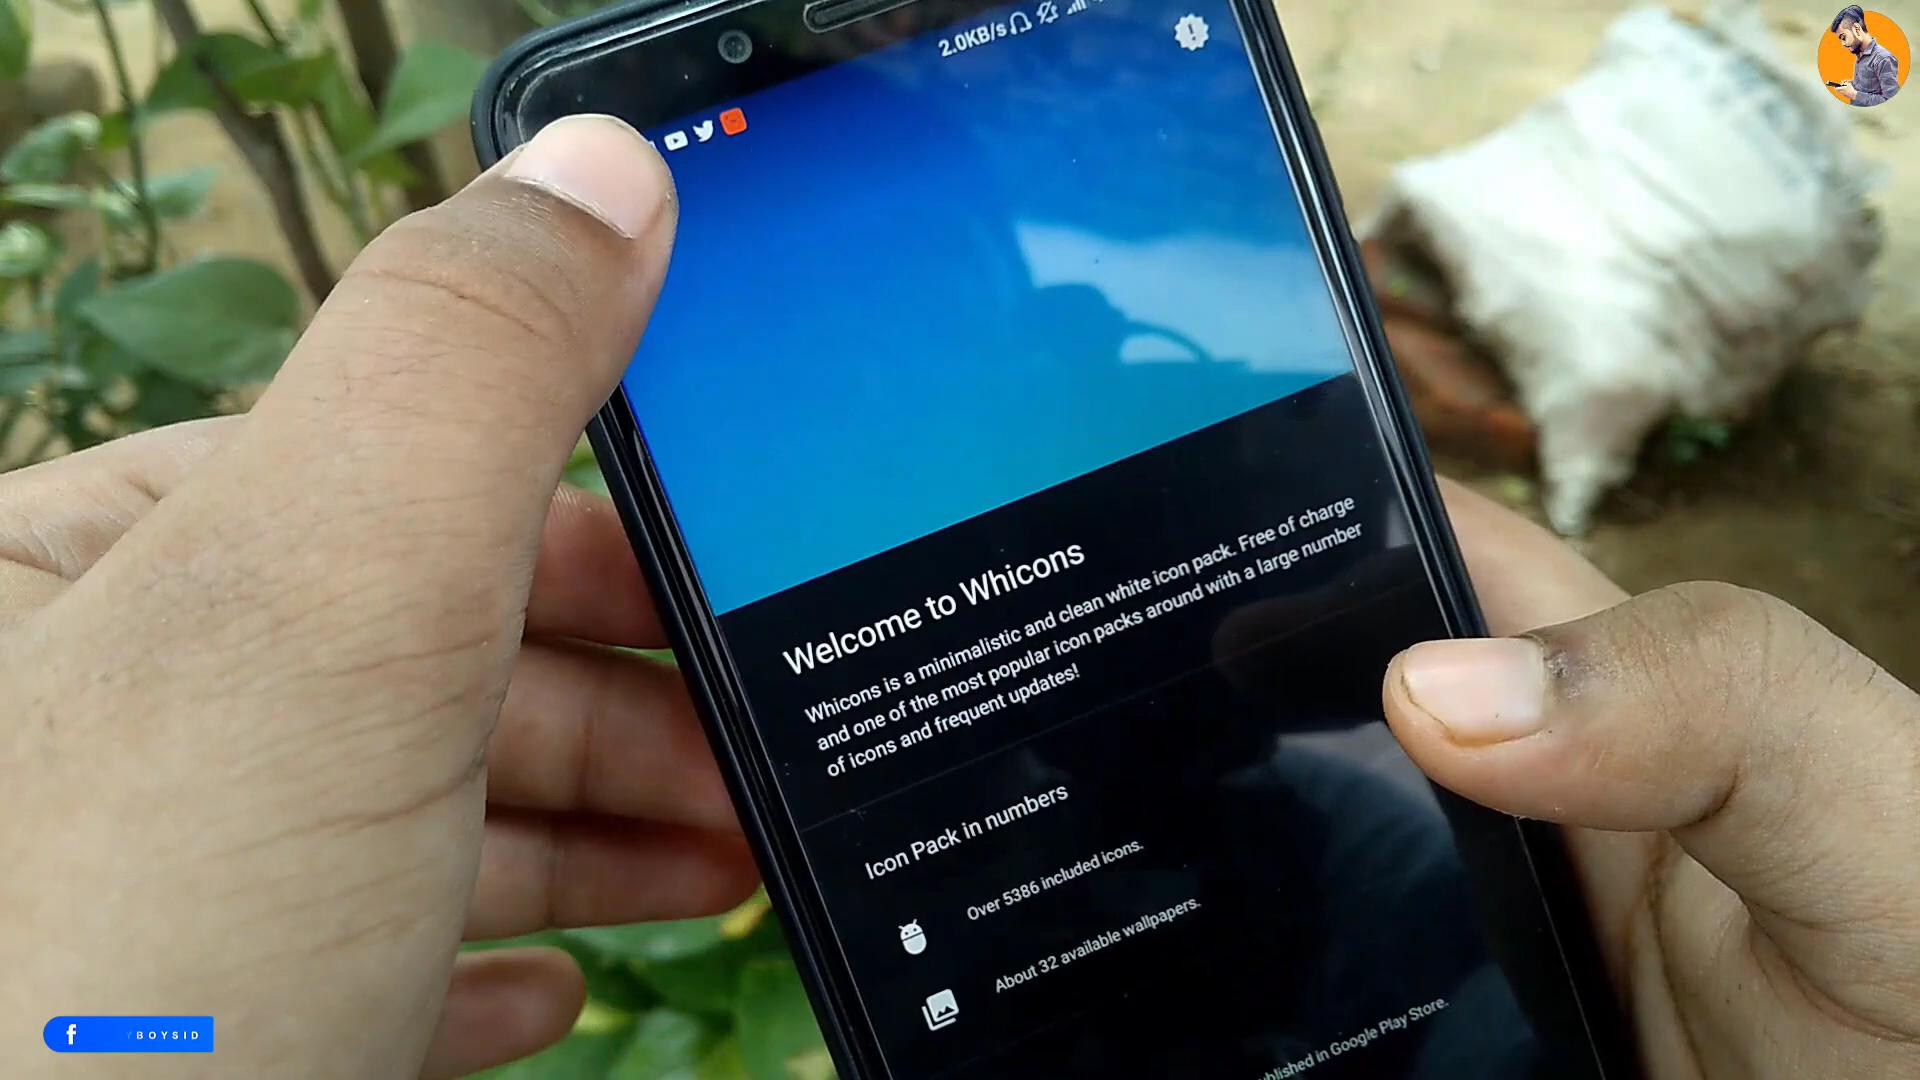 2.0KB/s
Welcome to Whicons
Whicons is a minimalistic and clean white icon pack. Free of charge
and one of the most popular icon packs around with a large number
of icons and frequent updates!
Icon Pack in numbers
Over 5386 included icons.
About 32 available wallpapers.
in Google Play Store.
f YBOYSID